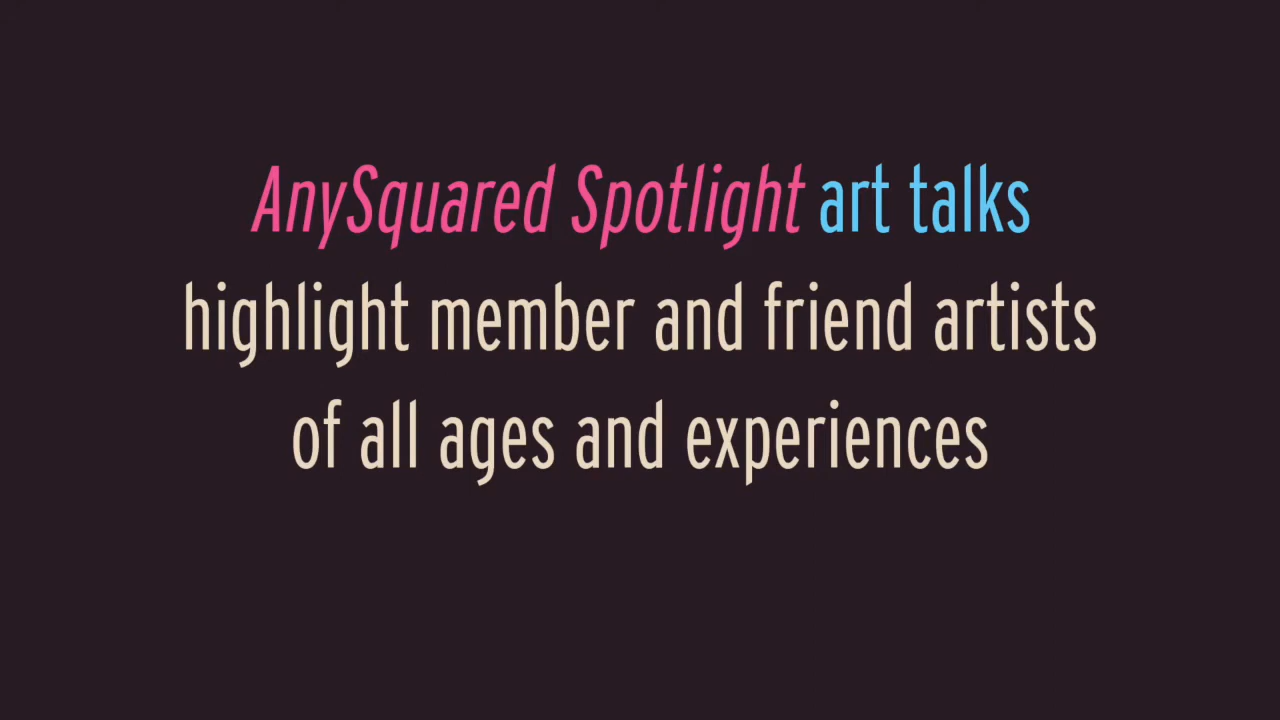 AnySquared Spotlight art talks
highlight member and friend artists
of all ages and experiences